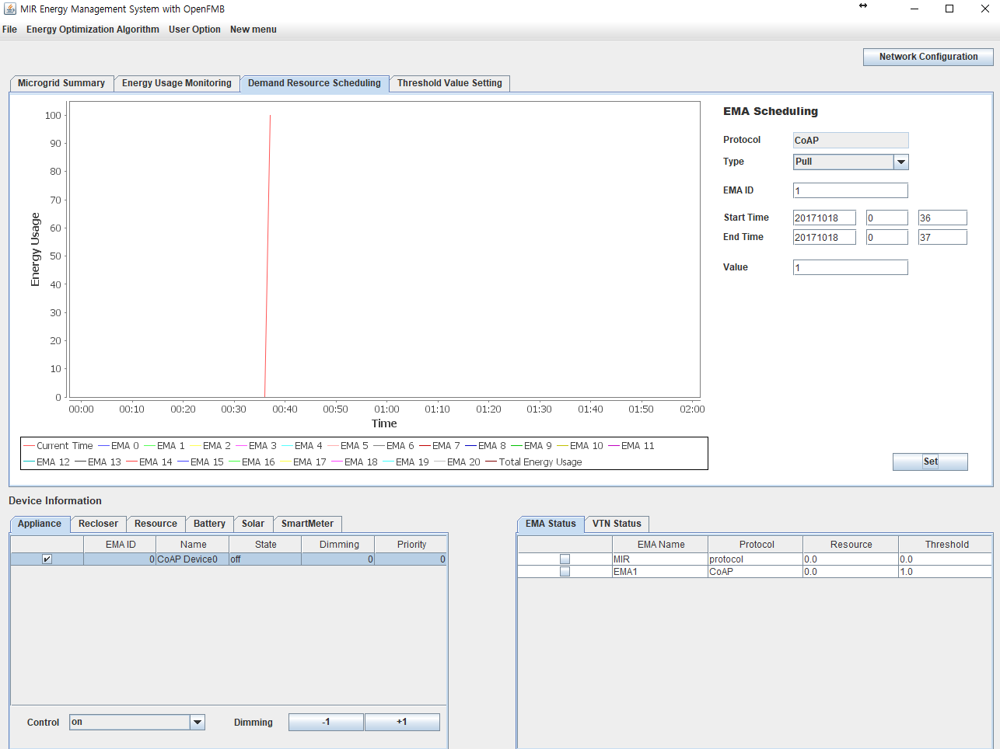 MIR Energy Management System with OpenFMB
File Energy Optimization Algorithm User Option New menu
Network Configuration
Microgrid Summary Energy Usage Monitoring Demand Resource Scheduling Threshold Value Setting
EMA Scheduling
Protocol CoAP
Type Pull
EMA ID 1
Start Time 20171018 0 36
End Time 20171018 0 37
Value 1
Set
Energy Usage
100
90
80
70
60
50
40
30
20
10
0
00:00 00:10 00:20 00:30 00:40 00:50 01:00 01:10 01:20 01:30 01:40 01:50 02:00
Time
Current Time EMA 0 EMA 1 EMA 2 EMA 3 EMA 4 EMA 5 EMA 6 EMA 7 EMA 8 EMA 9 EMA 10 EMA 11
EMA 12 EMA 13 EMA 14 EMA 15 EMA 16 EMA 17 EMA 18 EMA 19 EMA 20 Total Energy Usage
Device Information
Appliance Recloser Resource Battery Solar SmartMeter
EMA ID Name State Dimming Priority
0 CoAP Device0 off 0 0
Control on Dimming -1 +1
EMA Status VTN Status
EMA Name Protocol Resource Threshold
MIR protocol 0.0 0.0
EMA1 CoAP 0.0 1.0